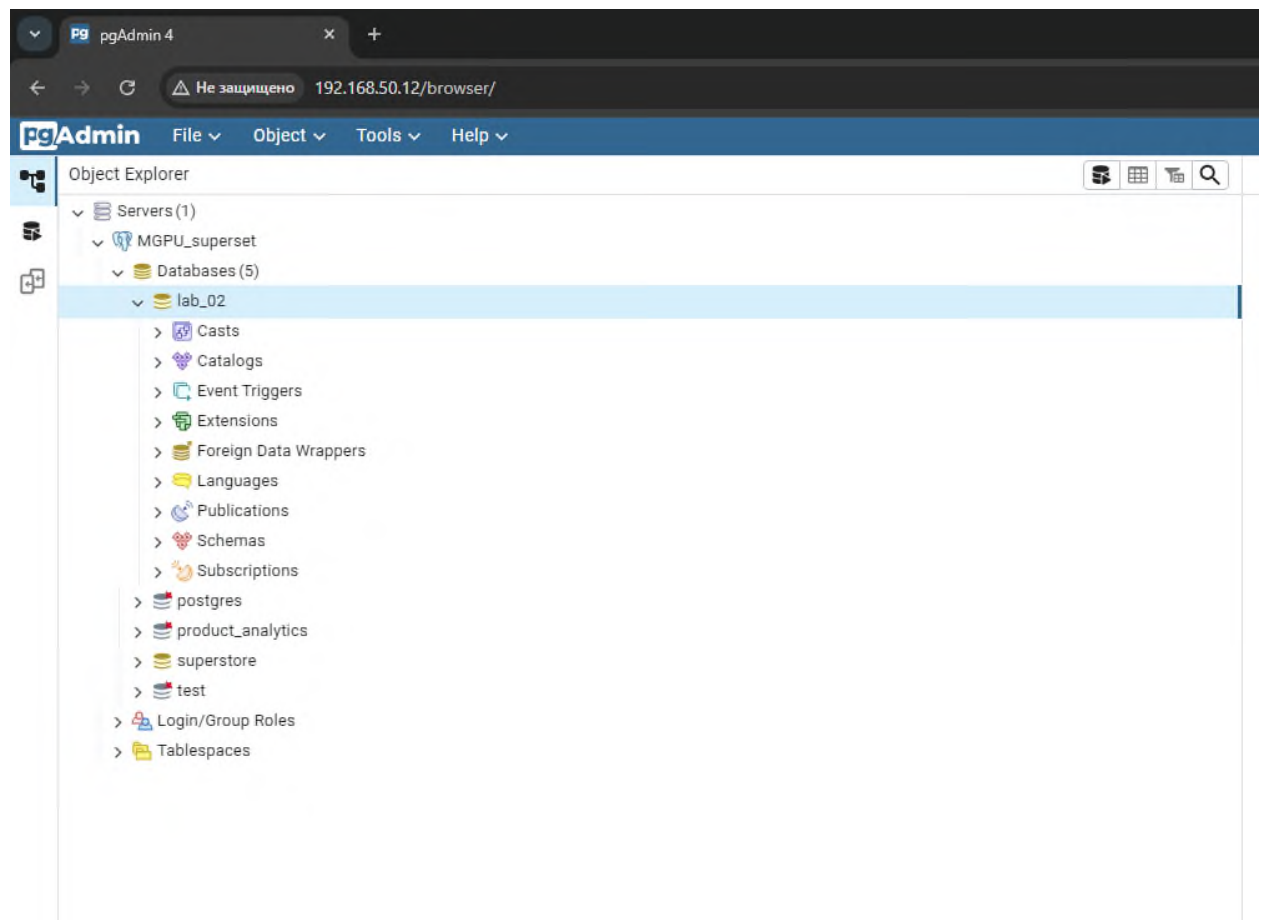 pgAdmin 4
Не защищено 192.168.50.12/browser/
pgAdmin File Object Tools Help
Object Explorer
Servers (1)
MGPU_superset
Databases (5)
lab_02
Casts
Catalogs
Event Triggers
Extensions
Foreign Data Wrappers
Languages
Publications
Schemas
Subscriptions
postgres
product_analytics
superstore
test
Login/Group Roles
Tablespaces